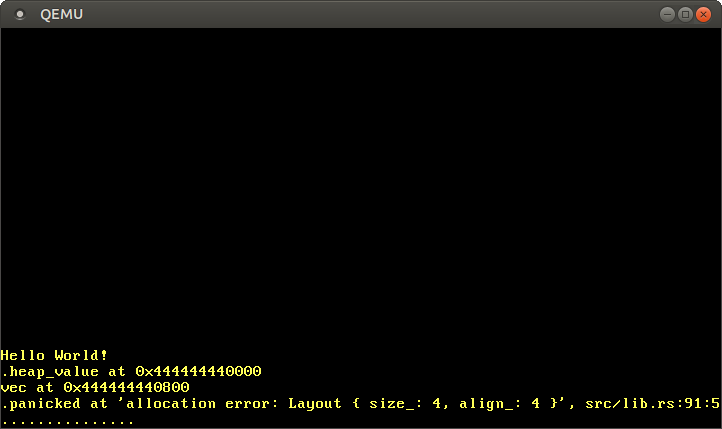 QEMU
Hello World!
.heap_value at 0x444444440000
vec at 0x444444440800
.panicked at 'allocation error: Layout { size_: 4, align_: 4 }', src/lib.rs:91:5
...............